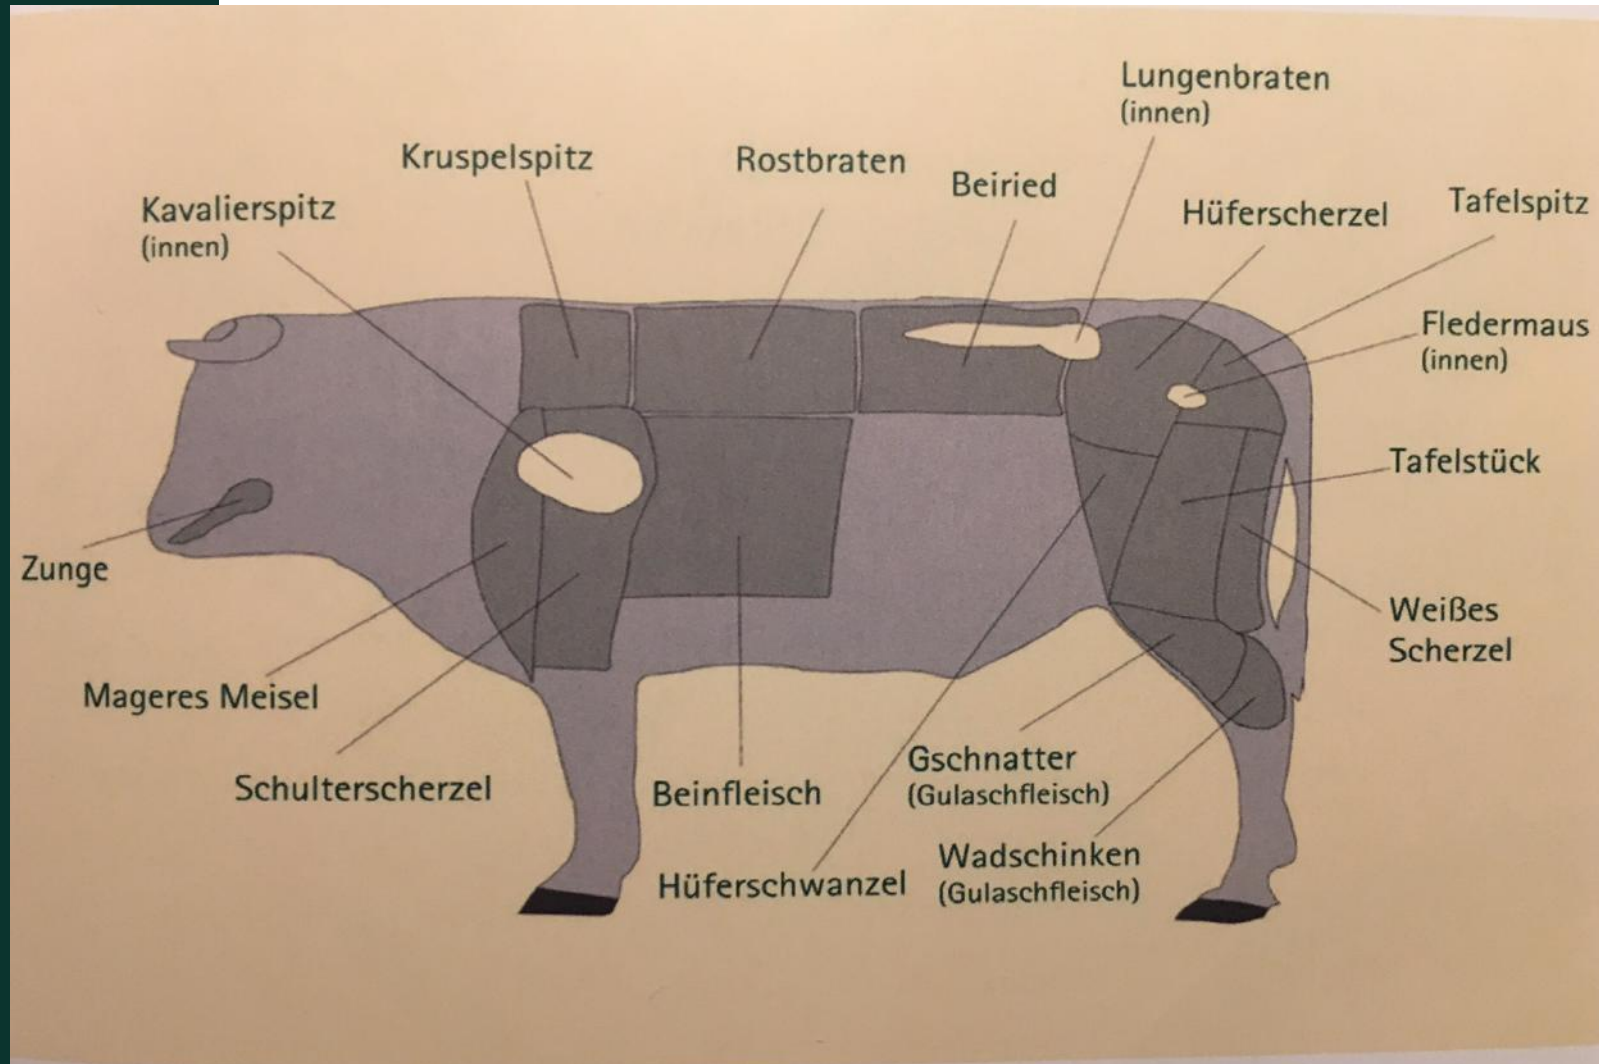 Lungenbraten
(innen)
Kruspelspitz
Rostbraten
Beiried
Kavalierspitz
(innen)
Hüferscherzel
Tafelspitz
Fledermaus
(innen)
Tafelstück
Zunge
Weißes
Scherzel
Mageres Meisel
Schulterscherzel
Beinfleisch
Gschnatter
(Gulaschfleisch)
Hüferschwanzel
Wadschinken
(Gulaschfleisch)